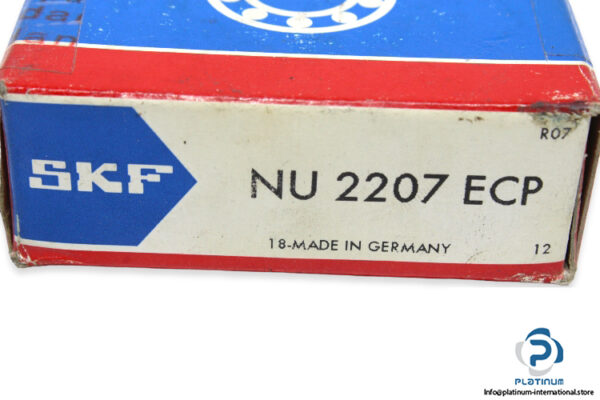 R07
SKF
NU 2207 ECP
18-MADE IN GERMANY
12
PLATINUM
Info@platinum-international.store